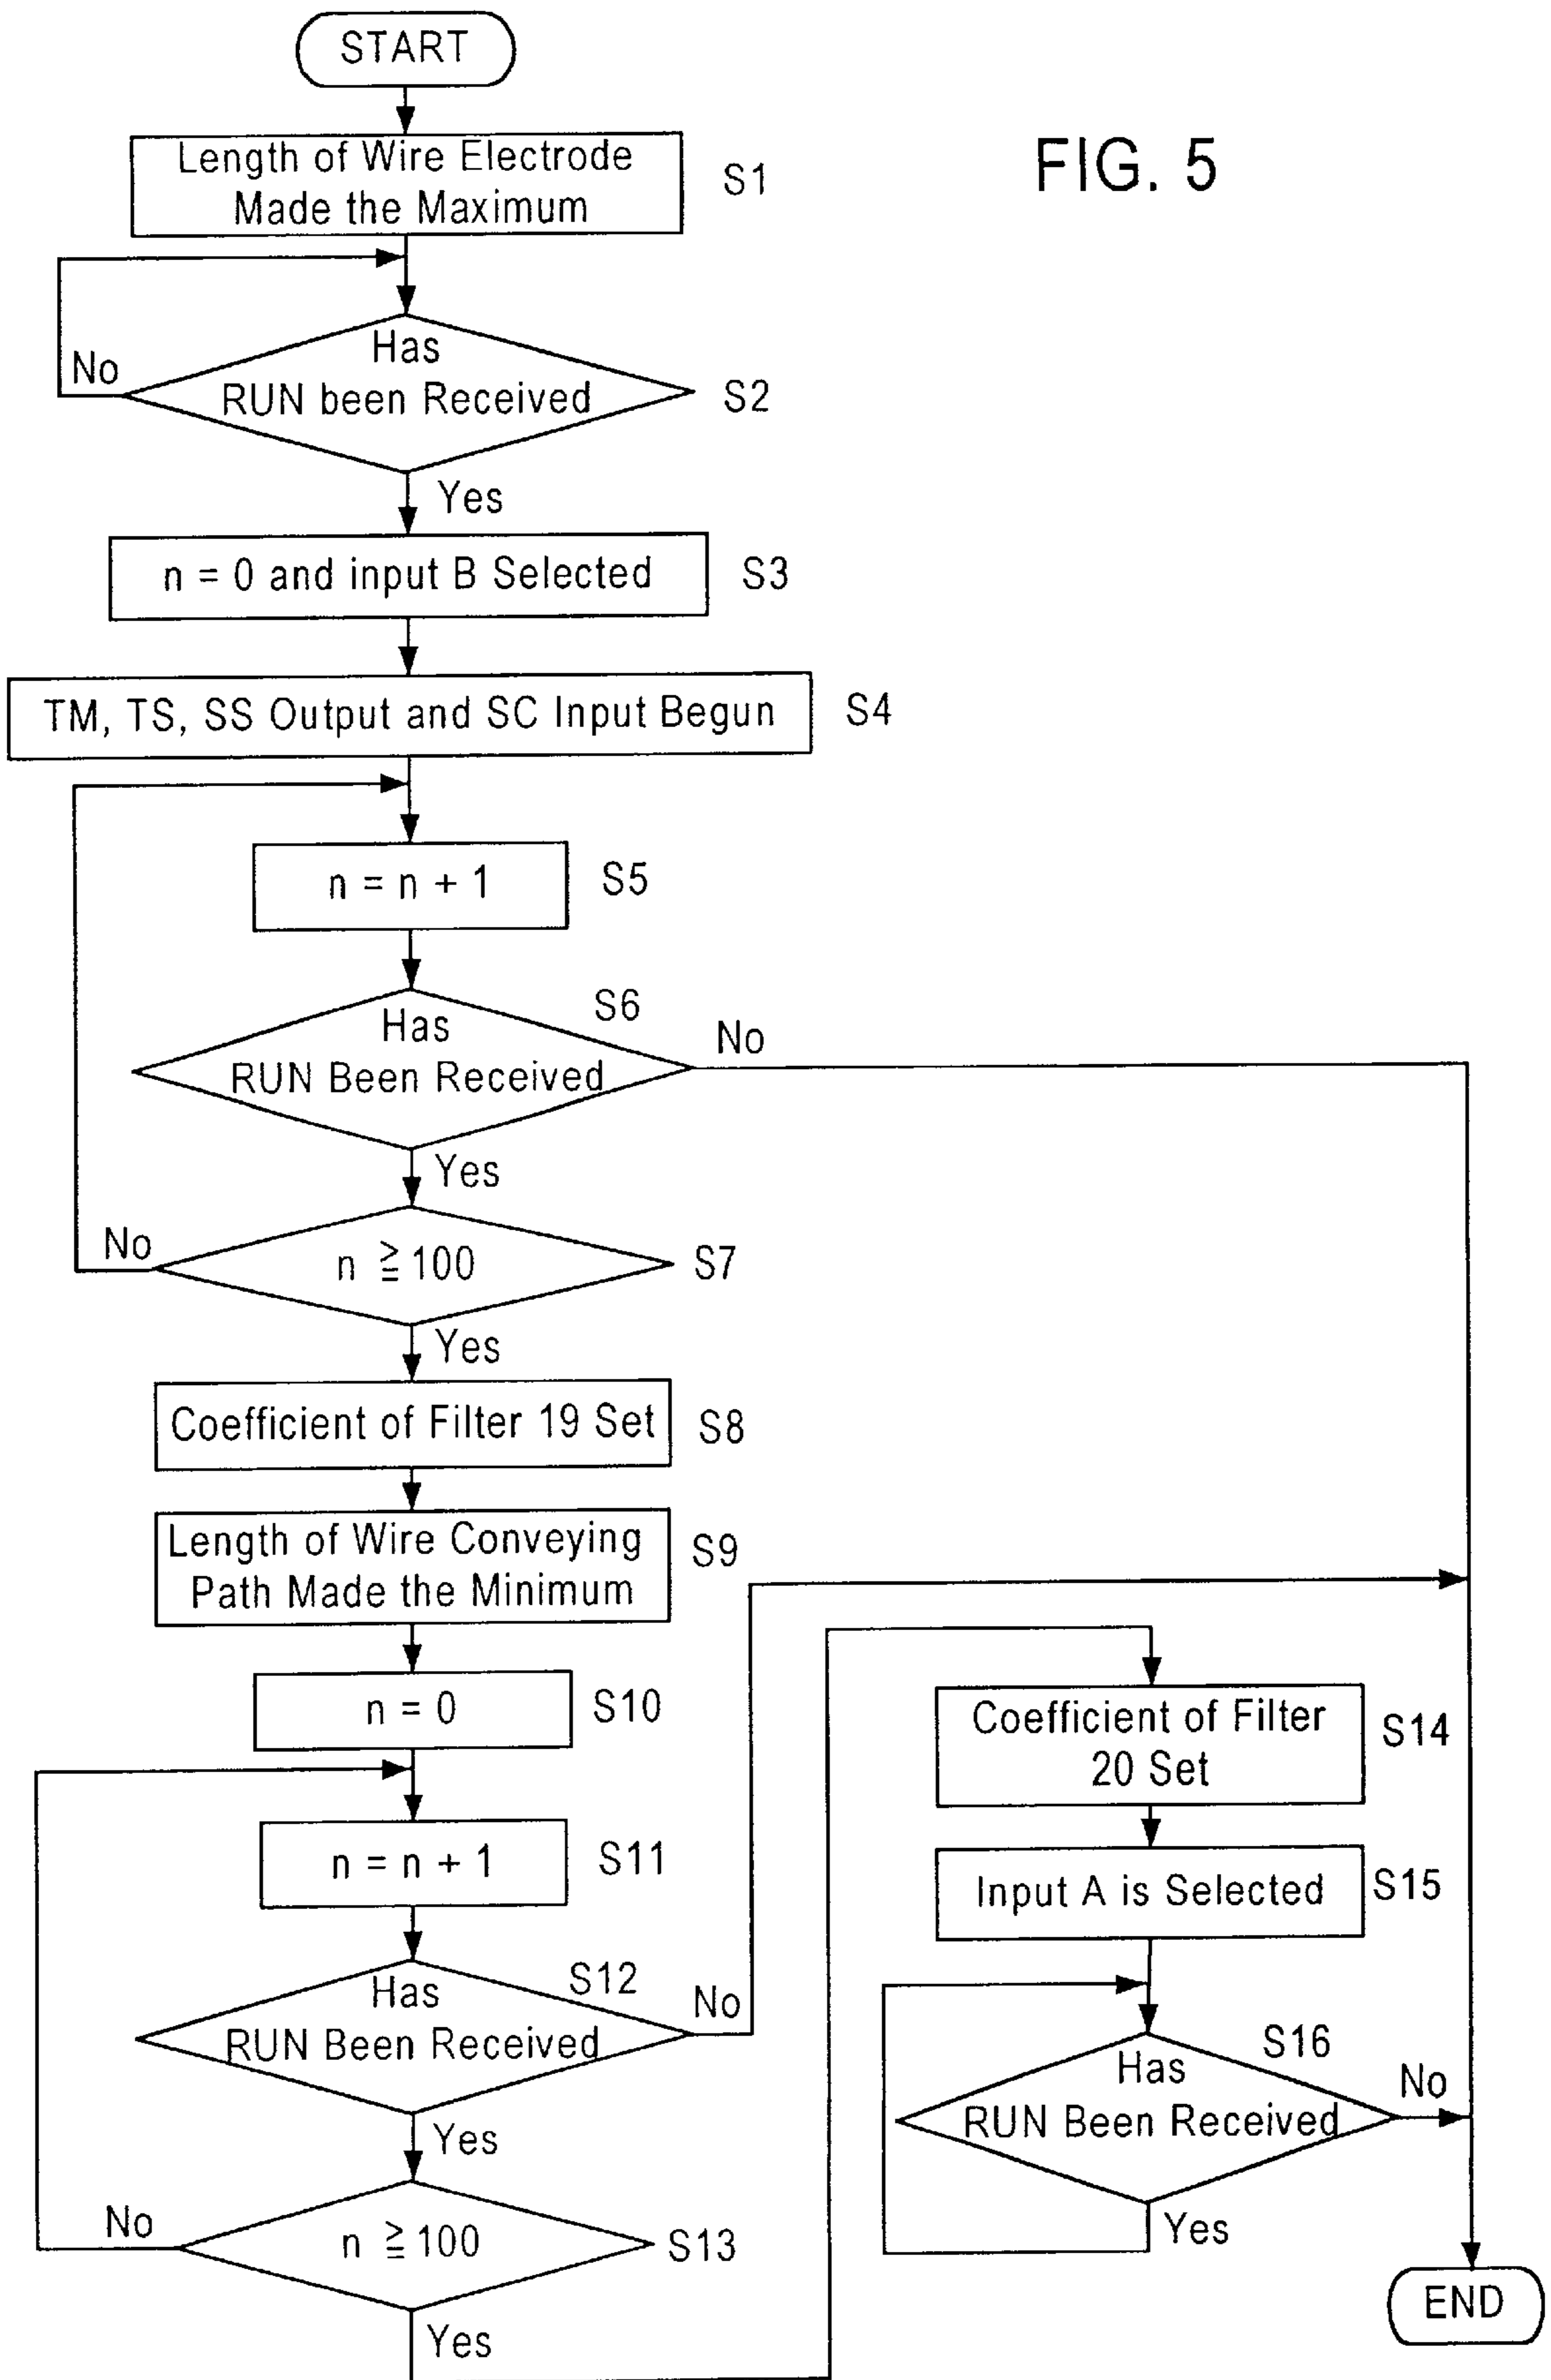 START
FIG. 5
Length of Wire Electrode
Made the Maximum
S1
Has
RUN been Received
No
S2
Yes
n = 0 and input B Selected
S3
TM, TS, SS Output and SC Input Begun
S4
n = n + 1
S5
S6
Has
RUN Been Received
No
Yes
n ≧ 100
No
S7
Yes
Coefficient of Filter 19 Set
S8
Length of Wire Conveying
Path Made the Minimum
S9
n = 0
S10
n = n + 1
S11
S12
Has
RUN Been Received
No
Yes
n ≧ 100
No
S13
Yes
Coefficient of Filter
20 Set
S14
Input A is Selected
S15
S16
Has
RUN Been Received
No
Yes
END